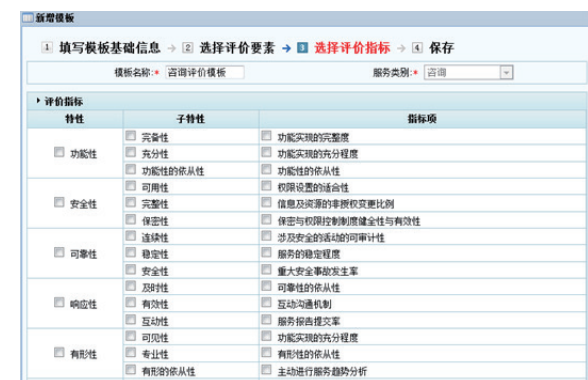 新增模板
1 填写模板基础信息 → 2 选择评价要素 → 3 选择评价指标 → 4 保存
模板名称:* 咨询评价模板 服务类别:* 咨询
评价指标
特性 子特性 指标项
完备性 功能实现的完整度
功能性 充分性 功能实现的充分程度
功能性的依从性 功能性的依从性
可用性 权限设置的适合性
安全性 完整性 信息及资源的非授权变更比例
保密性 保密与权限控制制度健全性与有效性
连续性 涉及安全的活动的可审计性
可靠性 稳定性 服务的稳定程度
安全性 重大安全事故发生率
及时性 可靠性的依从性
响应性 有效性 互动沟通机制
互动性 服务报告提交率
可见性 功能实现的充分程度
有形性 专业性 有形性的依从性
有形的依从性 主动进行服务趋势分析